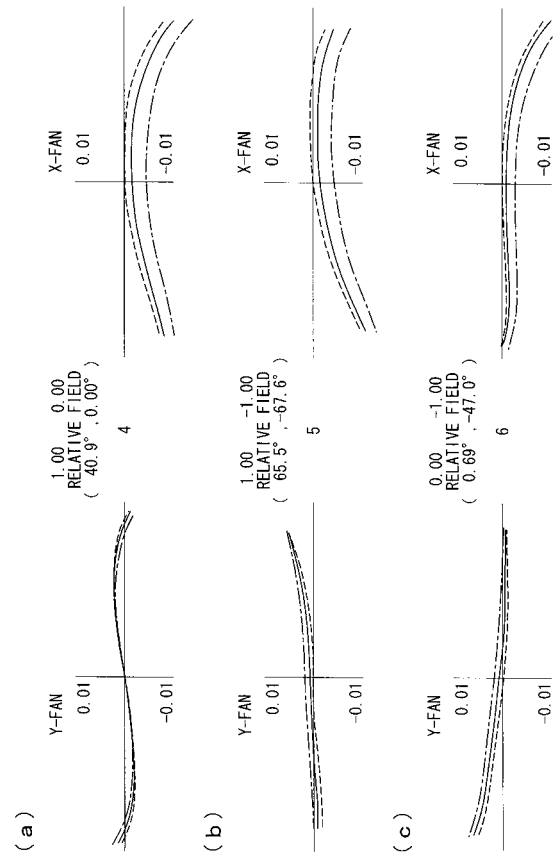 (a)
Y-FAN
0.01
-0.01
1.00 0.00
RELATIVE FIELD
( 40.9° , 0.00° )
4
X-FAN
0.01
-0.01
(b)
Y-FAN
0.01
-0.01
1.00 -1.00
RELATIVE FIELD
( 65.5° , -67.6° )
5
X-FAN
0.01
-0.01
(c)
Y-FAN
0.01
-0.01
0.00 -1.00
RELATIVE FIELD
( 0.69° , -47.0° )
6
X-FAN
0.01
-0.01